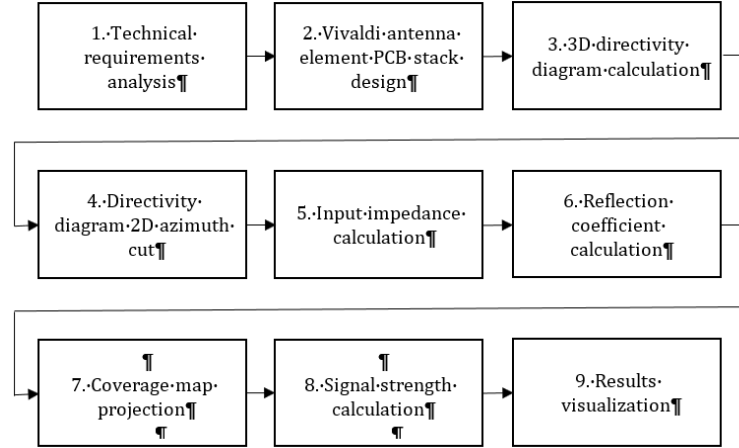 1.·Technical·
requirements·
analysis¶
2.·Vivaldi·antenna·
element·PCB·stack·
design¶
3.·3D·directivity·
diagram·calculation¶
4.·Directivity·
diagram·2D·azimuth·
cut¶
5.·Input·impedance·
calculation¶
6.·Reflection·
coefficient·
calculation¶
¶
7.·Coverage·map·
projection¶
¶
¶
8.·Signal·strength·
calculation¶
¶
9.·Results·
visualization¶